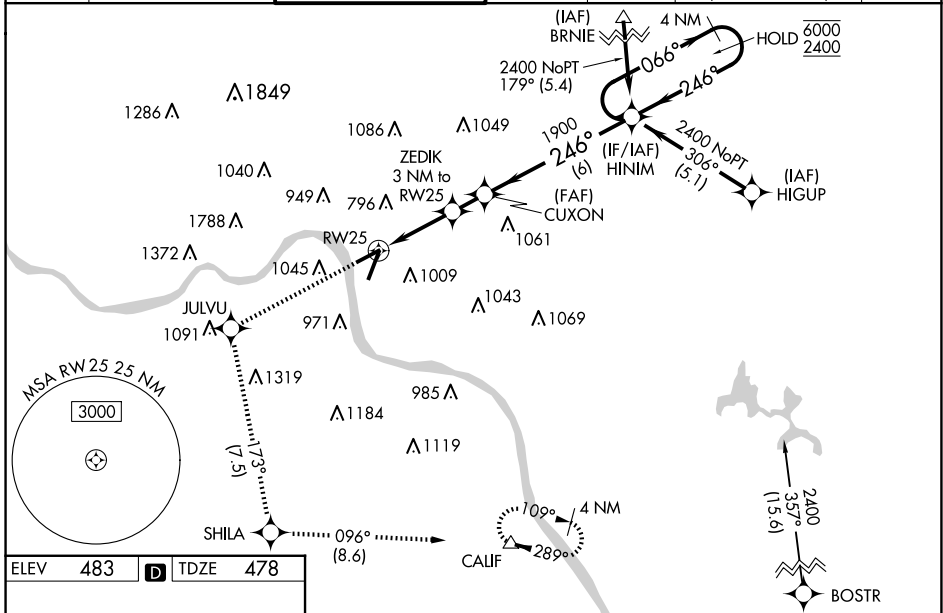 (IAF)
BRNIE
4 NM
HOLD
6000
2400
2400 NoPT
179° (5.4)
066°
246°
1849
1286
1086
1049
1900
246°
(6)
(IF/IAF)
HINIM
2400 NoPT
306°
(5.1)
(IAF)
HIGUP
1040
ZEDIK
3 NM to
RW25
949
796
(FAF)
CUXON
1788
1061
RW25
1372
1045
1009
JULVU
1043
1091
971
1069
MSA RW25 25 NM
3000
1319
985
1184
1119
173°
(7.5)
109°
4 NM
289°
CALIF
2400
357°
(15.6)
SHILA
096°
(8.6)
BOSTR
ELEV 483 D TDZE 478